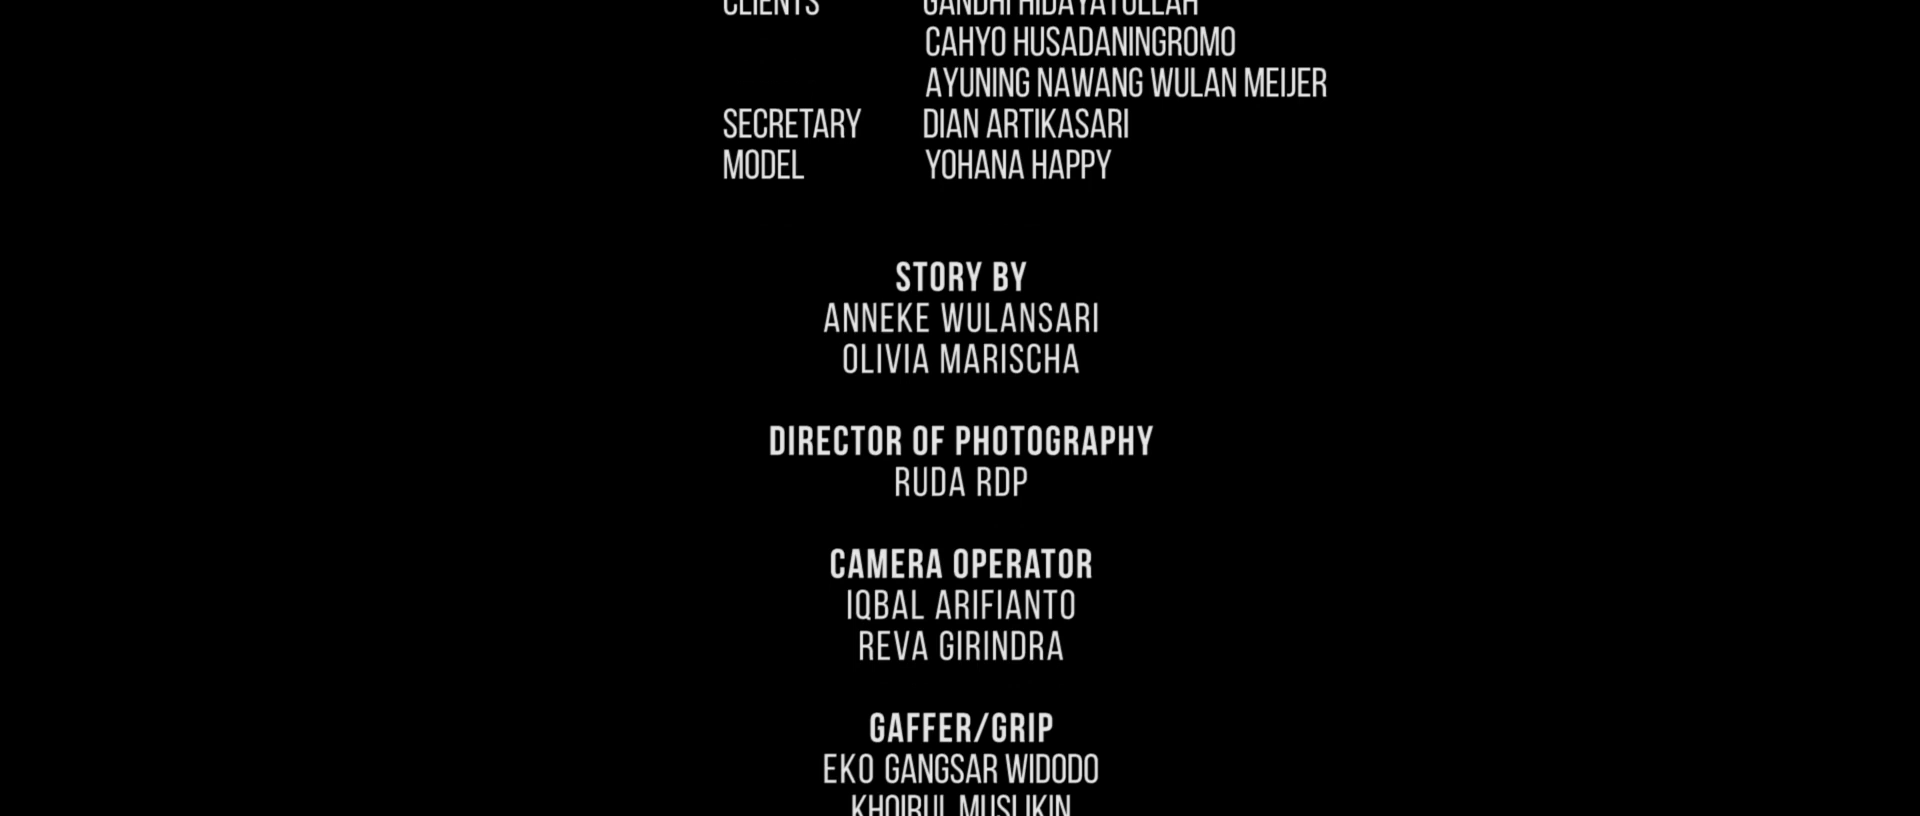 CLIENTS GANDHI HIDAYATULLAH
CAHYO HUSADANINGROMO
AYUNING NAWANG WULAN MEIJER
SECRETARY DIAN ARTIKASARI
MODEL YOHANA HAPPY
STORY BY
ANNEKE WULANSARI
OLIVIA MARISCHA
DIRECTOR OF PHOTOGRAPHY
RUDA RDP
CAMERA OPERATOR
IQBAL ARIFIANTO
REVA GIRINDRA
GAFFER/GRIP
EKO GANGSAR WIDODO
KHOIRUL MUSLIKIN